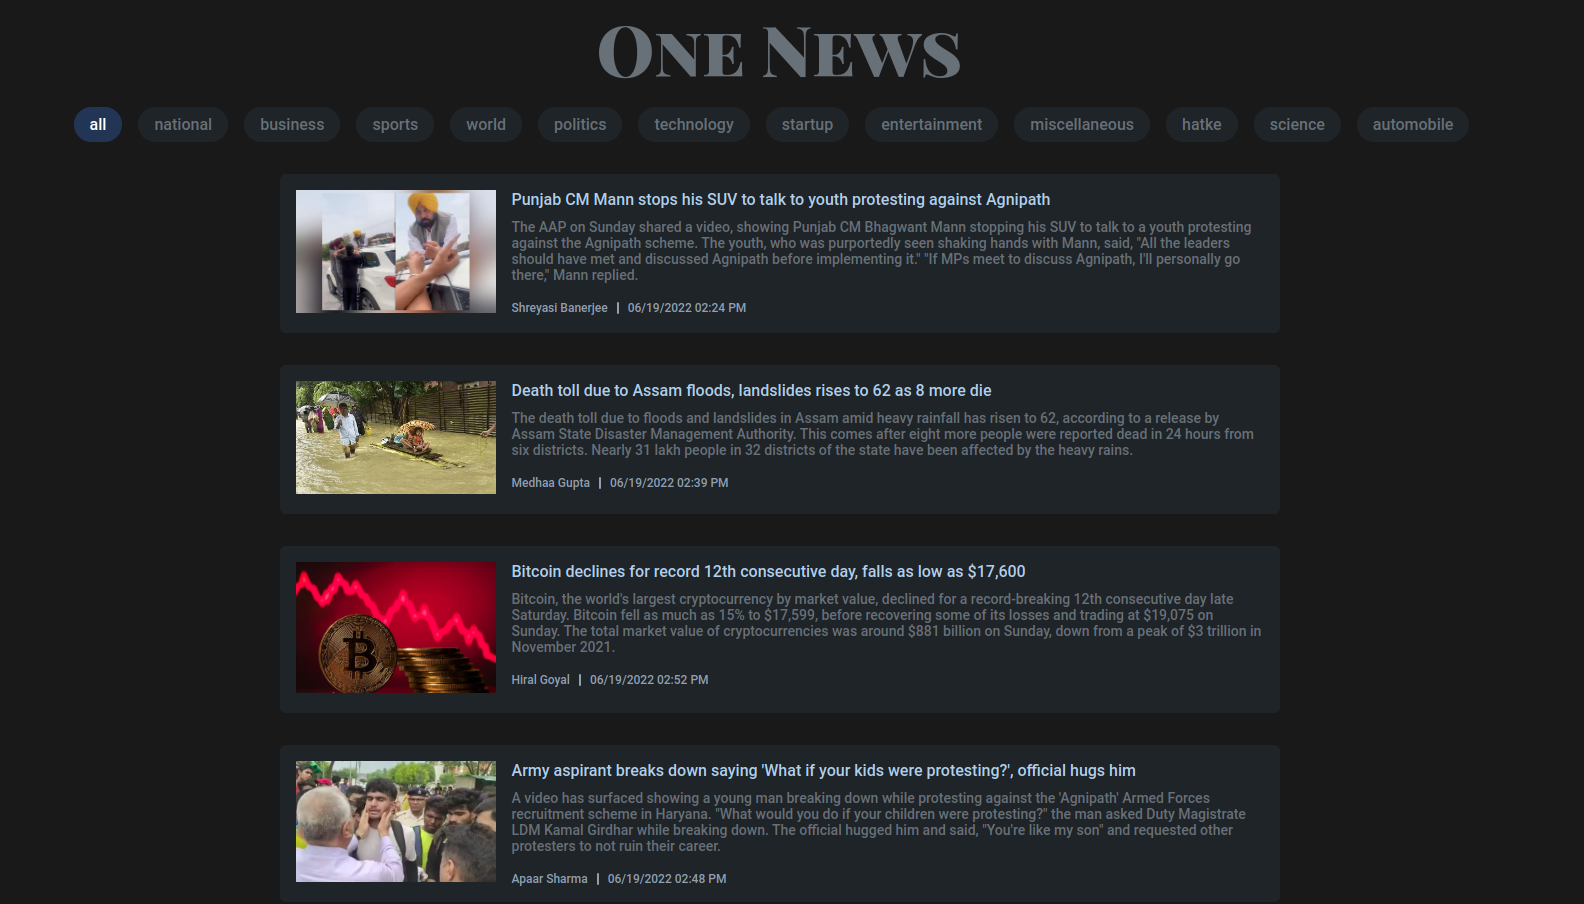 ONE NEWS
all national business sports world politics technology startup entertainment miscellaneous hatke science automobile
Punjab CM Mann stops his SUV to talk to youth protesting against Agnipath
The AAP on Sunday shared a video, showing Punjab CM Bhagwant Mann stopping his SUV to talk to a youth protesting
against the Agnipath scheme. The youth, who was purportedly seen shaking hands with Mann, said, "All the leaders
should have met and discussed Agnipath before implementing it." "If MPs meet to discuss Agnipath, I'll personally go
there," Mann replied.
Shreyasi Banerjee | 06/19/2022 02:24 PM
Death toll due to Assam floods, landslides rises to 62 as 8 more die
The death toll due to floods and landslides in Assam amid heavy rainfall has risen to 62, according to a release by
Assam State Disaster Management Authority. This comes after eight more people were reported dead in 24 hours from
six districts. Nearly 31 lakh people in 32 districts of the state have been affected by the heavy rains.
Medhaa Gupta | 06/19/2022 02:39 PM
Bitcoin declines for record 12th consecutive day, falls as low as $17,600
Bitcoin, the world's largest cryptocurrency by market value, declined for a record-breaking 12th consecutive day late
Saturday. Bitcoin fell as much as 15% to $17,599, before recovering some of its losses and trading at $19,075 on
Sunday. The total market value of cryptocurrencies was around $881 billion on Sunday, down from a peak of $3 trillion in
November 2021.
Hiral Goyal | 06/19/2022 02:52 PM
Army aspirant breaks down saying 'What if your kids were protesting?', official hugs him
A video has surfaced showing a young man breaking down while protesting against the 'Agnipath' Armed Forces
recruitment scheme in Haryana. "What would you do if your children were protesting?" the man asked Duty Magistrate
LDM Kamal Girdhar while breaking down. The official hugged him and said, "You're like my son" and requested other
protesters to not ruin their career.
Apaar Sharma | 06/19/2022 02:48 PM